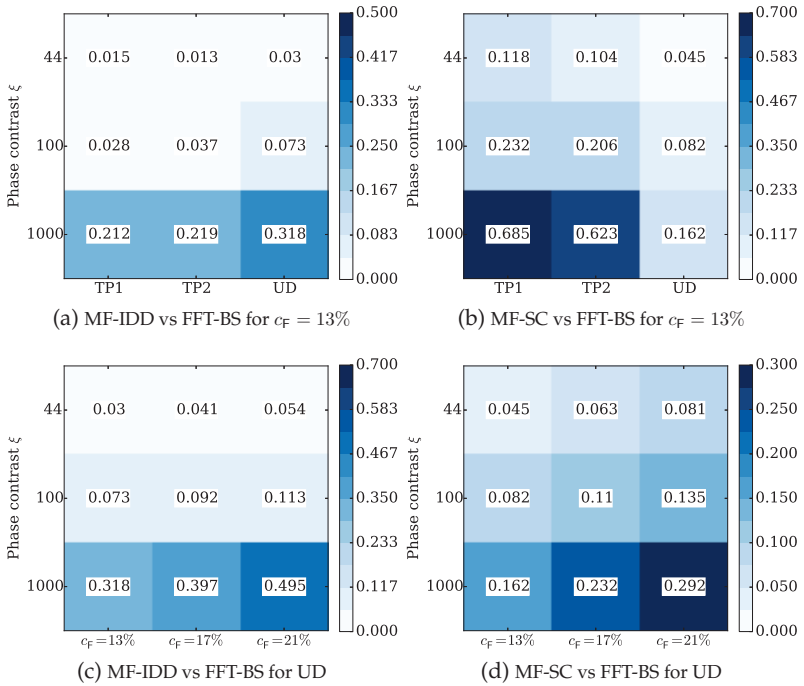 0.500
0.417
0.333
0.250
0.167
0.083
0.000
Phase contrast ξ
44
100
1000
0.015 0.013 0.03
0.028 0.037 0.073
0.212 0.219 0.318
TP1 TP2 UD
(a) MF-IDD vs FFT-BS for c_F = 13%
0.700
0.583
0.467
0.350
0.233
0.117
0.000
Phase contrast ξ
44
100
1000
0.118 0.104 0.045
0.232 0.206 0.082
0.685 0.623 0.162
TP1 TP2 UD
(b) MF-SC vs FFT-BS for c_F = 13%
0.700
0.583
0.467
0.350
0.233
0.117
0.000
Phase contrast ξ
44
100
1000
0.03 0.041 0.054
0.073 0.092 0.113
0.318 0.397 0.495
c_F=13% c_F=17% c_F=21%
(c) MF-IDD vs FFT-BS for UD
0.300
0.250
0.200
0.150
0.100
0.050
0.000
Phase contrast ξ
44
100
1000
0.045 0.063 0.081
0.082 0.11 0.135
0.162 0.232 0.292
c_F=13% c_F=17% c_F=21%
(d) MF-SC vs FFT-BS for UD